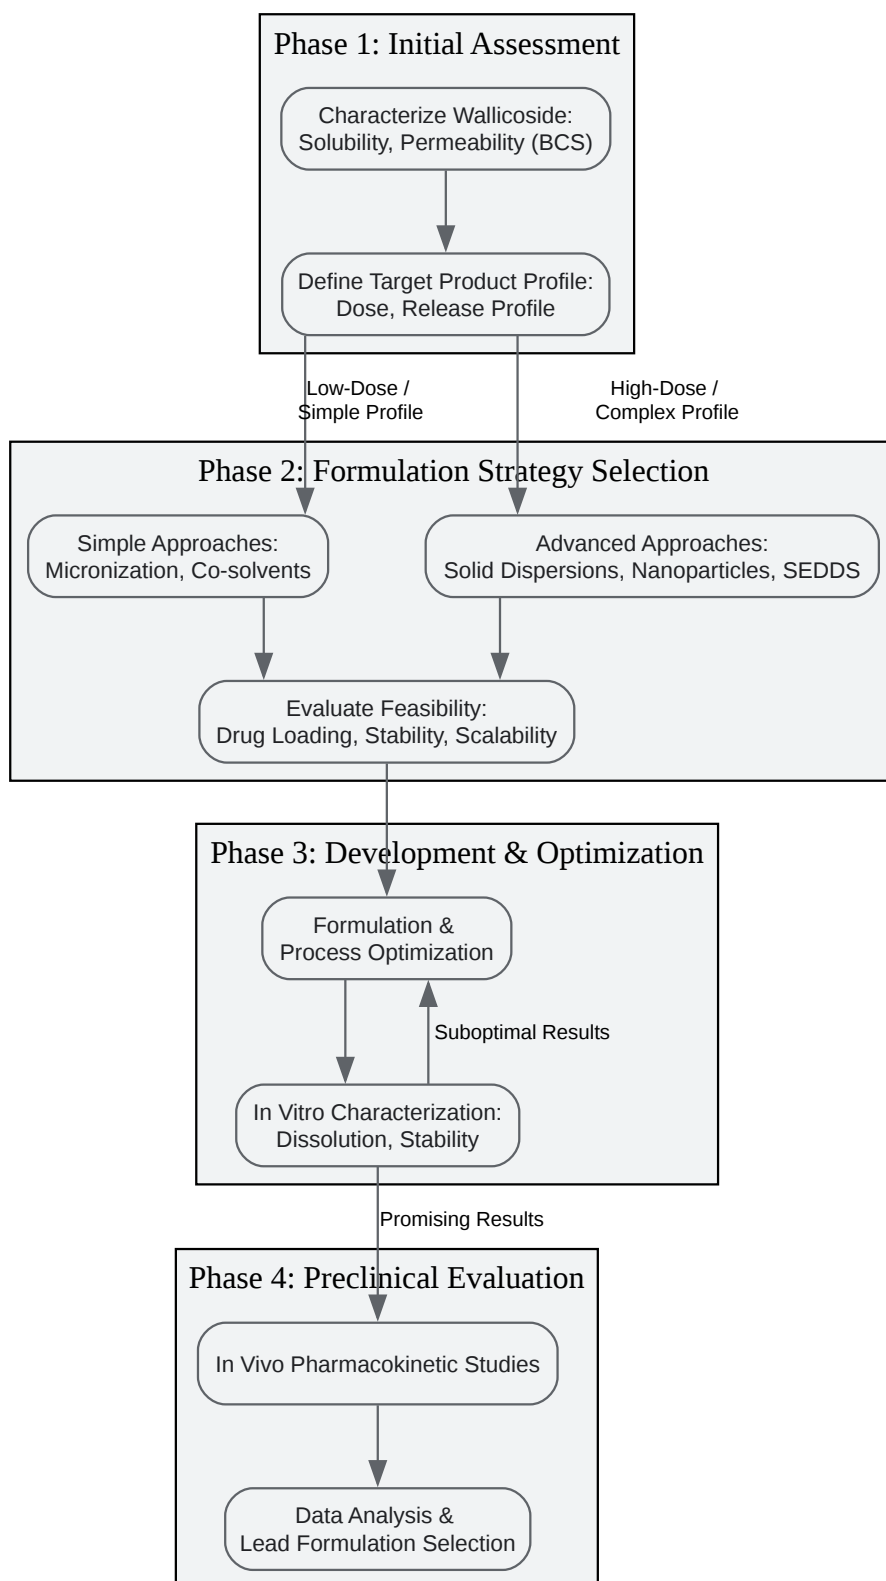 Phase 1: Initial Assessment
Characterize Wallicoside:
Solubility, Permeability (BCS)
Define Target Product Profile:
Dose, Release Profile
Low-Dose /
Simple Profile
High-Dose /
Complex Profile
Phase 2: Formulation Strategy Selection
Simple Approaches:
Micronization, Co-solvents
Advanced Approaches:
Solid Dispersions, Nanoparticles, SEDDS
Evaluate Feasibility:
Drug Loading, Stability, Scalability
Phase 3: Development & Optimization
Formulation &
Process Optimization
Suboptimal Results
In Vitro Characterization:
Dissolution, Stability
Promising Results
Phase 4: Preclinical Evaluation
In Vivo Pharmacokinetic Studies
Data Analysis &
Lead Formulation Selection